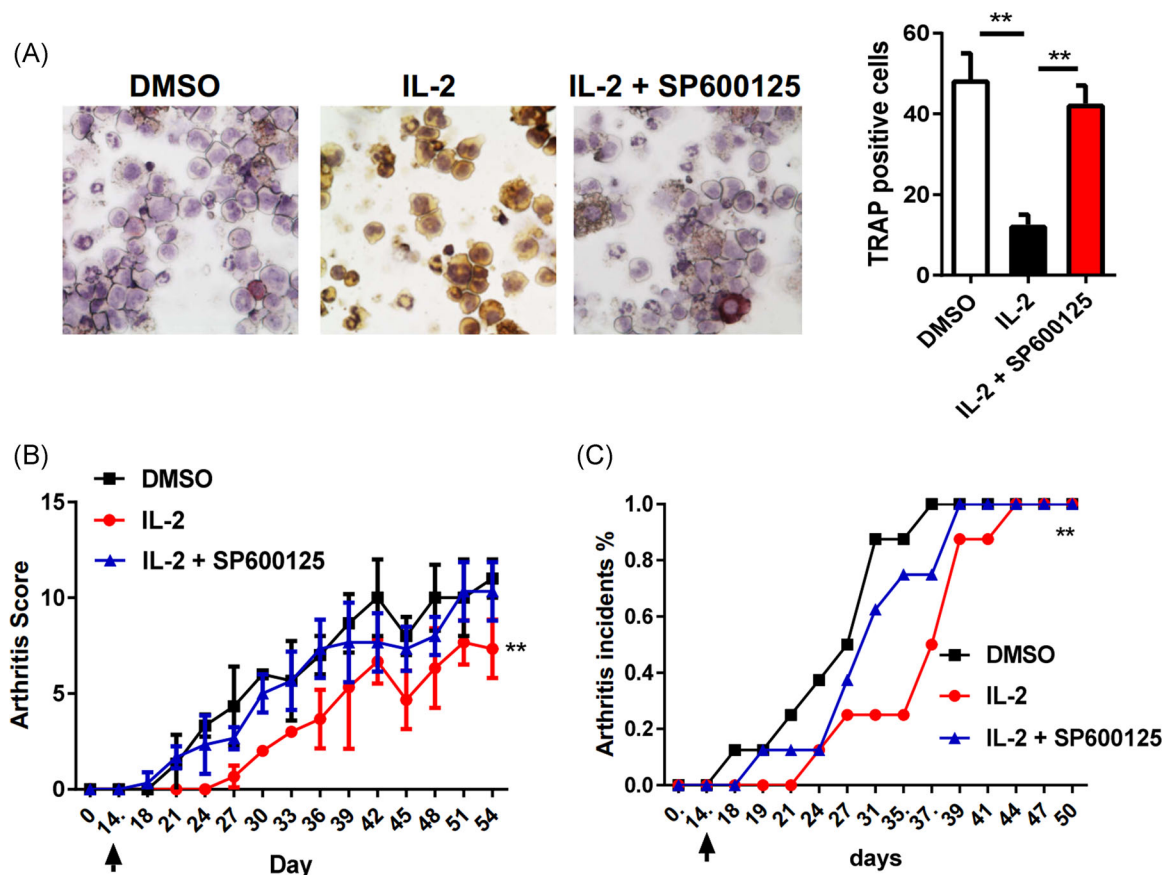 (A)
DMSO
IL-2
IL-2 + SP600125
TRAP positive cells
60
40
20
0
**
**
DMSO
IL-2
IL-2 + SP600125
(B)
DMSO
IL-2
IL-2 + SP600125
Arthritis Score
15
10
5
0
**
0 14. 18 21 24 27 30 33 36 39 42 45 48 51 54
Day
(C)
Arthritis incidents %
1.0
0.8
0.6
0.4
0.2
0.0
**
DMSO
IL-2
IL-2 + SP600125
0. 14. 18 19 21 24 27 31 35. 37. 39 41 44 47 50
days